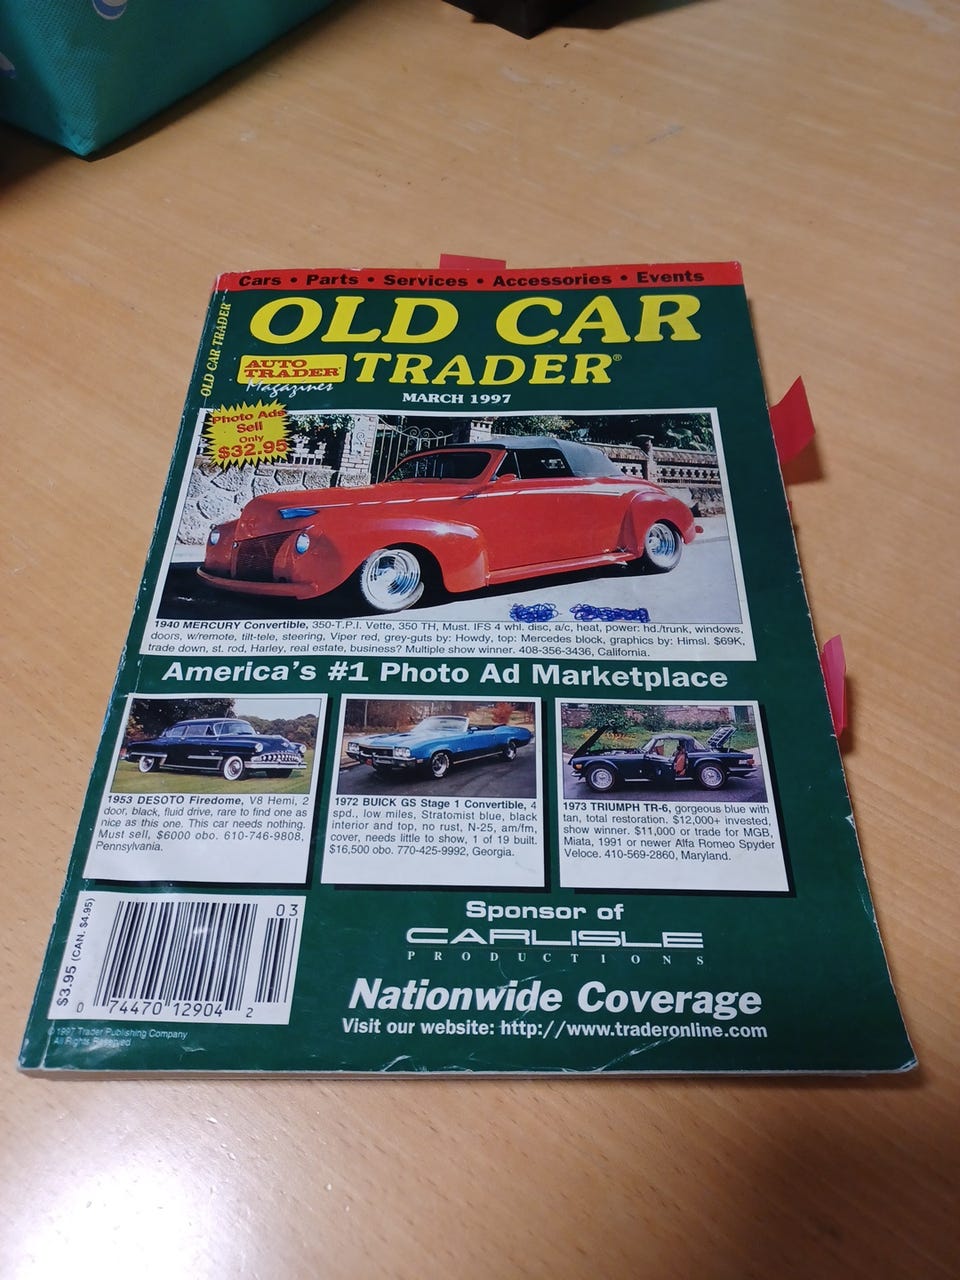 Cars • Parts • Services • Accessories • Events
OLD CAR TRADER
OLD CAR
AUTO
TRADER®
Magazines
TRADER®
MARCH 1997
Photo Ads
Sell
Only
$32.95
1940 MERCURY Convertible, 350-T.P.I. Vette, 350 TH, Must. IFS 4 whl. disc, a/c, heat, power: hd./trunk, windows,
doors, w/remote, tilt-tele, steering, Viper red, grey-guts by: Howdy, top: Mercedes block, graphics by: Himsl. $69K,
trade down, st. rod, Harley, real estate, business? Multiple show winner. 408-356-3436, California.
America's #1 Photo Ad Marketplace
1953 DESOTO Firedome, V8 Hemi, 2
door, black, fluid drive, rare to find one as
nice as this one. This car needs nothing.
Must sell, $6000 obo. 610-746-9808,
Pennsylvania.
1972 BUICK GS Stage 1 Convertible, 4
spd., low miles, Stratomist blue, black
interior and top, no rust, N-25, am/fm,
cover, needs little to show, 1 of 19 built.
$16,500 obo. 770-425-9992, Georgia.
1973 TRIUMPH TR-6, gorgeous blue with
tan, total restoration. $12,000+ invested,
show winner. $11,000 or trade for MGB,
Miata, 1991 or newer Alfa Romeo Spyder
Veloce. 410-569-2860, Maryland.
$3.95 (CAN. $4.95)
03
0 74470 12904 2
Sponsor of
CARLISLE
PRODUCTIONS
Nationwide Coverage
Visit our website: http://www.traderonline.com
© 1997 Trader Publishing Company
All Rights Reserved